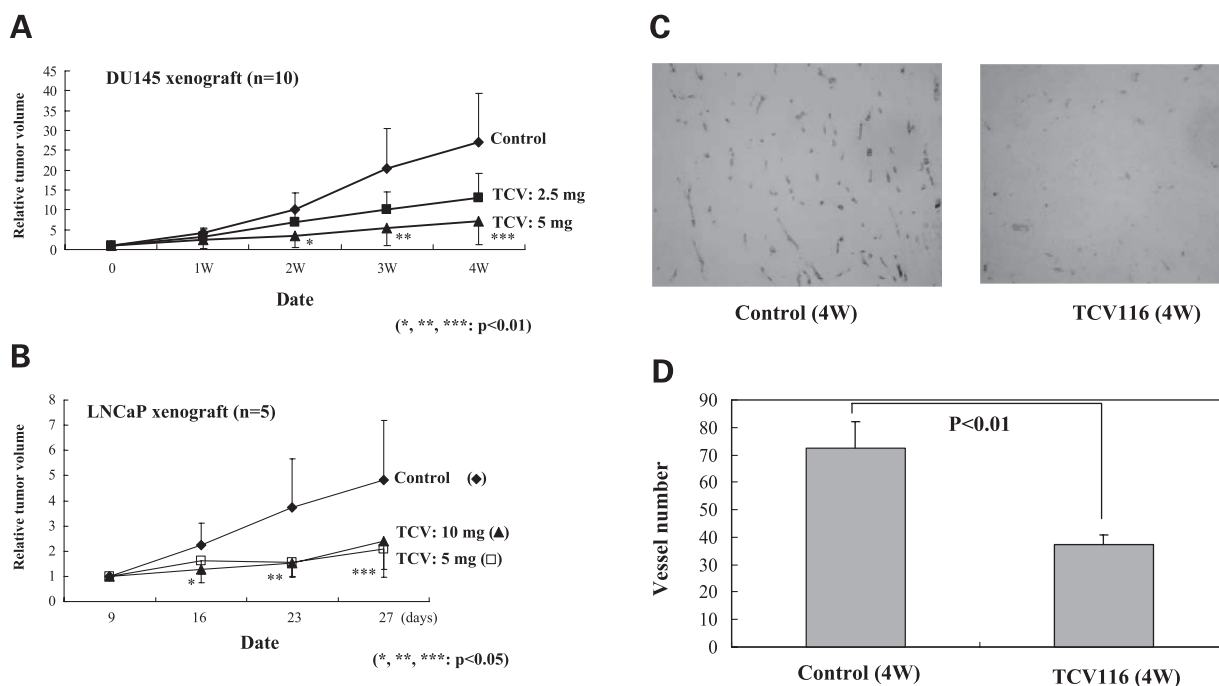 A
DU145 xenograft (n=10)
Relative tumor volume
45
40
35
30
25
20
15
10
5
0
Control
TCV: 2.5 mg
TCV: 5 mg
*
**
***
0 1W 2W 3W 4W
Date
(*, **, ***: p<0.01)
B
LNCaP xenograft (n=5)
Relative tumor volume
8
7
6
5
4
3
2
1
0
Control (◆)
TCV: 10 mg (▲)
TCV: 5 mg (□)
*
**
***
9 16 23 27 (days)
Date
(*, **, ***: p<0.05)
C
Control (4W) TCV116 (4W)
D
Vessel number
90
80
70
60
50
40
30
20
10
0
P<0.01
Control (4W) TCV116 (4W)